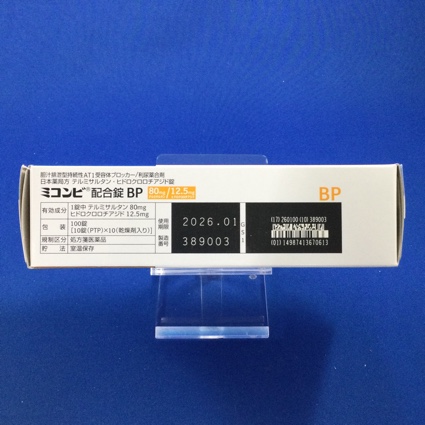 胆汁排泄型持続性AT1受容体ブロッカー/利尿薬合剤
日本薬局方 テルミサルタン・ヒドロクロロチアジド錠
ミコンビ®配合錠 BP 80mg/12.5mg
有効成分 1錠中 テルミサルタン 80mg
ヒドロクロロチアジド 12.5mg
包装 100錠
[10錠(PTP)×10(乾燥剤入り)]
規制区分 処方箋医薬品
貯法 室温保存
使用期限 2026.01
製造番号 389003
GS1
BP
(17) 260100 (10) 389003
(01) 14987413670613